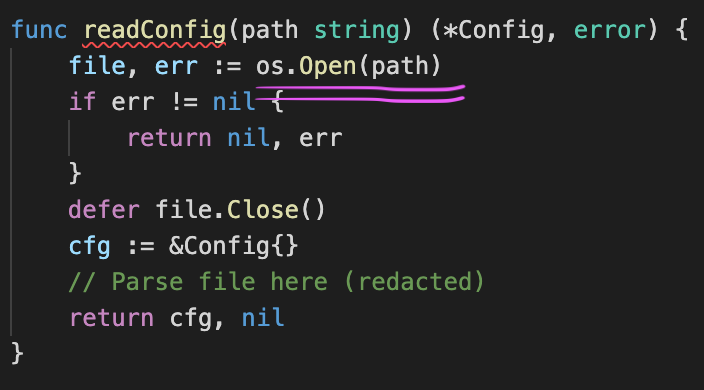 func readConfig(path string) (*Config, error) {
    file, err := os.Open(path)
    if err != nil {
        return nil, err
    }
    defer file.Close()
    cfg := &Config{}
    // Parse file here (redacted)
    return cfg, nil
}